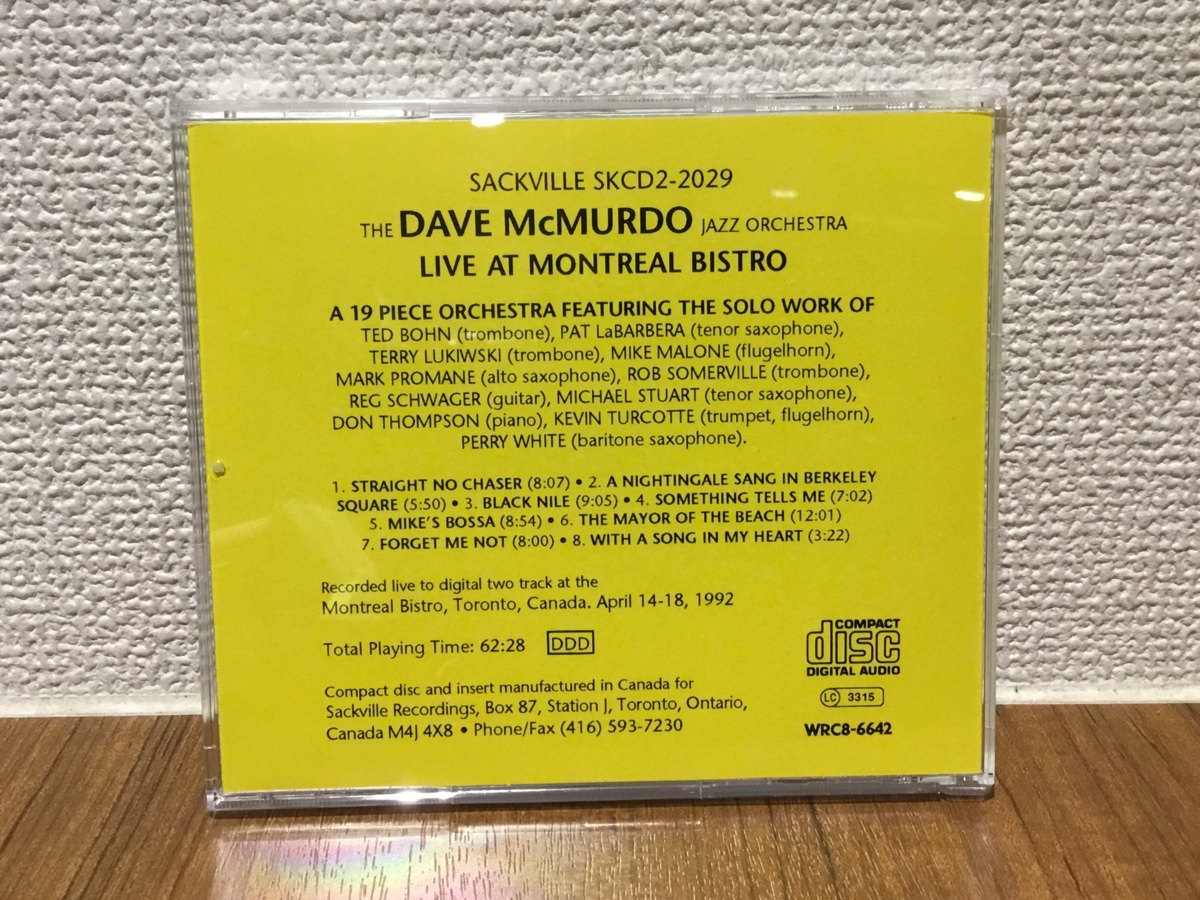 SACKVILLE SKCD2-2029
THE DAVE McMURDO JAZZ ORCHESTRA
LIVE AT MONTREAL BISTRO
A 19 PIECE ORCHESTRA FEATURING THE SOLO WORK OF
TED BOHN (trombone), PAT LaBARBERA (tenor saxophone),
TERRY LUKIWSKI (trombone), MIKE MALONE (flugelhorn),
MARK PROMANE (alto saxophone), ROB SOMERVILLE (trombone),
REG SCHWAGER (guitar), MICHAEL STUART (tenor saxophone),
DON THOMPSON (piano), KEVIN TURCOTTE (trumpet, flugelhorn),
PERRY WHITE (baritone saxophone).
1. STRAIGHT NO CHASER (8:07) • 2. A NIGHTINGALE SANG IN BERKELEY
SQUARE (5:50) • 3. BLACK NILE (9:05) • 4. SOMETHING TELLS ME (7:02)
5. MIKE'S BOSSA (8:54) • 6. THE MAYOR OF THE BEACH (12:01)
7. FORGET ME NOT (8:00) • 8. WITH A SONG IN MY HEART (3:22)
Recorded live to digital two track at the
Montreal Bistro, Toronto, Canada. April 14-18, 1992
Total Playing Time: 62:28 DDD
Compact disc and insert manufactured in Canada for
Sackville Recordings, Box 87, Station J, Toronto, Ontario,
Canada M4J 4X8 • Phone/Fax (416) 593-7230
COMPACT
disc
DIGITAL AUDIO
LC 3315
WRC8-6642